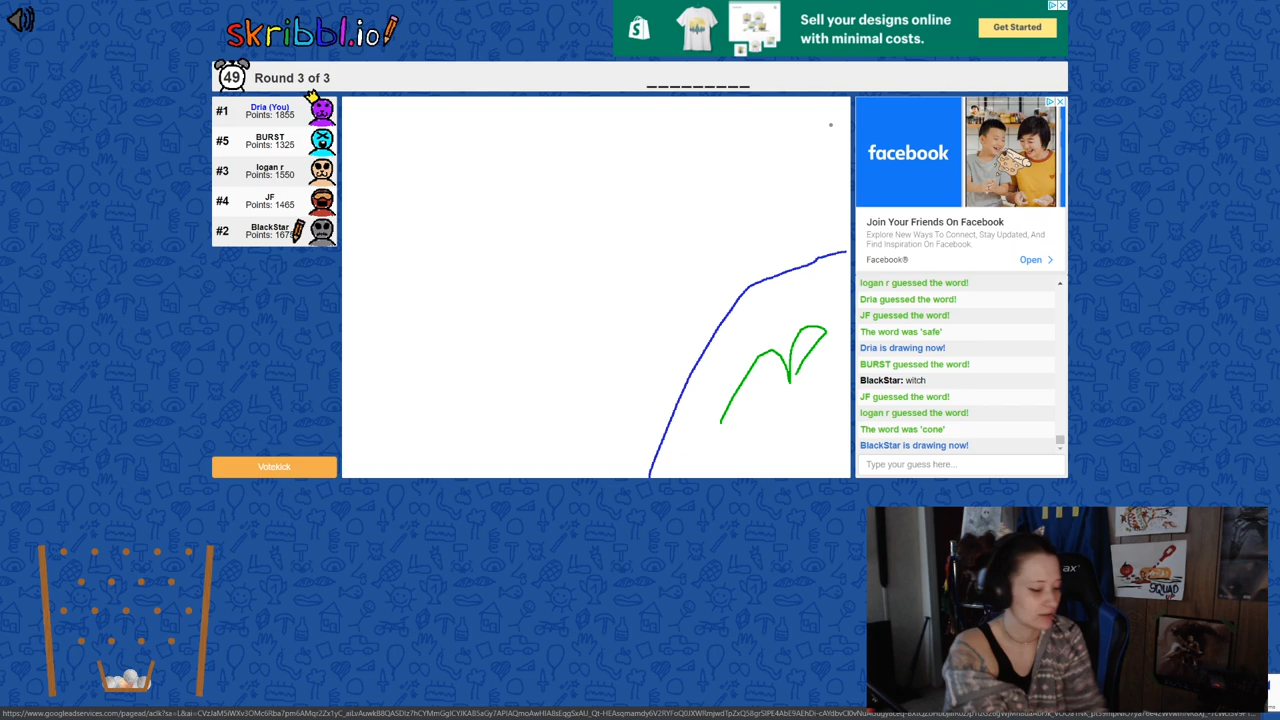 skribbl.io
Sell your designs online
with minimal costs.
Get Started
49
Round 3 of 3
_________
#1
Dria (You)
Points: 1855
#5
BURST
Points: 1325
#3
logan r
Points: 1550
#4
JF
Points: 1465
#2
BlackStar
Points: 1675
Votekick
facebook
Join Your Friends On Facebook
Explore New Ways To Connect, Stay Updated, And
Find Inspiration On Facebook.
Facebook®
Open
logan r guessed the word!
Dria guessed the word!
JF guessed the word!
The word was 'safe'
Dria is drawing now!
BURST guessed the word!
BlackStar: witch
JF guessed the word!
logan r guessed the word!
The word was 'cone'
BlackStar is drawing now!
Type your guess here...
SQUAD